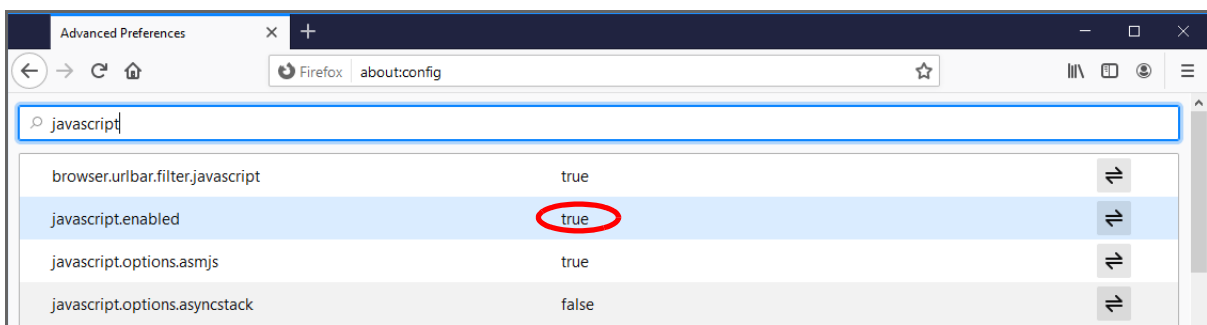 Advanced Preferences
Firefox about:config
javascript
browser.urlbar.filter.javascript true
javascript.enabled true
javascript.options.asmjs true
javascript.options.asyncstack false